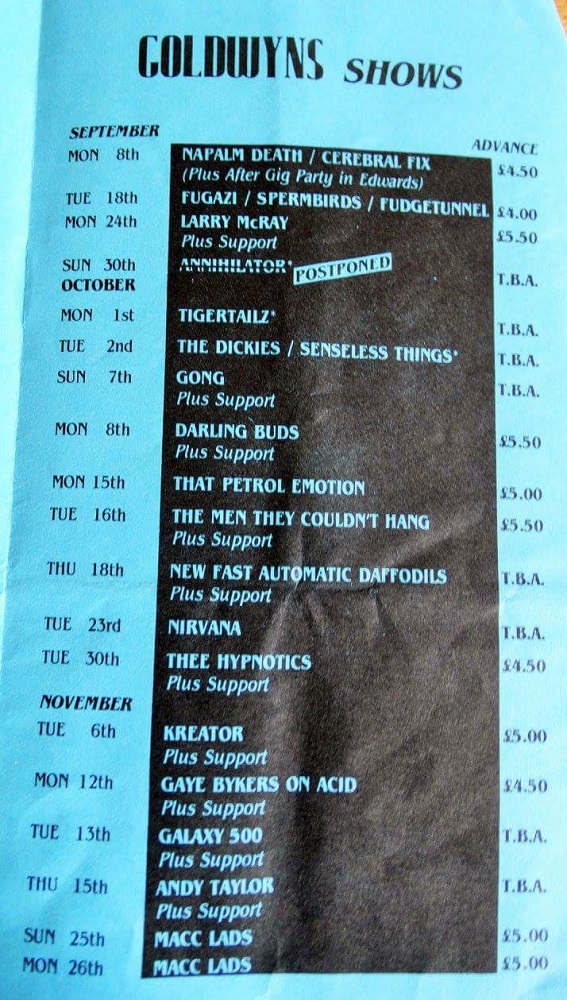 GOLDWYNS SHOWS
SEPTEMBER ADVANCE
MON 8th NAPALM DEATH / CEREBRAL FIX £4.50
(Plus After Gig Party in Edwards)
TUE 18th FUGAZI / SPERMBIRDS / FUDGETUNNEL £4.00
MON 24th LARRY McRAY £5.50
Plus Support
SUN 30th ANNIHILATOR* POSTPONED T.B.A.
OCTOBER
MON 1st TIGERTAILZ* T.B.A.
TUE 2nd THE DICKIES / SENSELESS THINGS* T.B.A.
SUN 7th GONG T.B.A.
Plus Support
MON 8th DARLING BUDS £5.50
Plus Support
MON 15th THAT PETROL EMOTION £5.00
TUE 16th THE MEN THEY COULDN'T HANG £5.50
Plus Support
THU 18th NEW FAST AUTOMATIC DAFFODILS T.B.A.
Plus Support
TUE 23rd NIRVANA T.B.A.
TUE 30th THEE HYPNOTICS £4.50
Plus Support
NOVEMBER
TUE 6th KREATOR £5.00
Plus Support
MON 12th GAYE BYKERS ON ACID £4.50
Plus Support
TUE 13th GALAXY 500 T.B.A.
Plus Support
THU 15th ANDY TAYLOR T.B.A.
Plus Support
SUN 25th MACC LADS £5.00
MON 26th MACC LADS £5.00